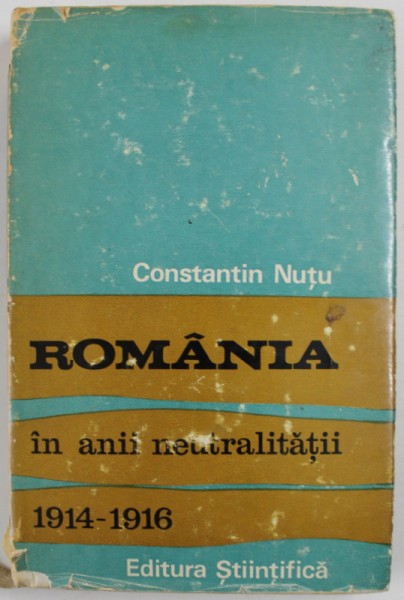 Constantin Nuțu
ROMÂNIA
în anii neutralității
1914-1916
Editura Științifică